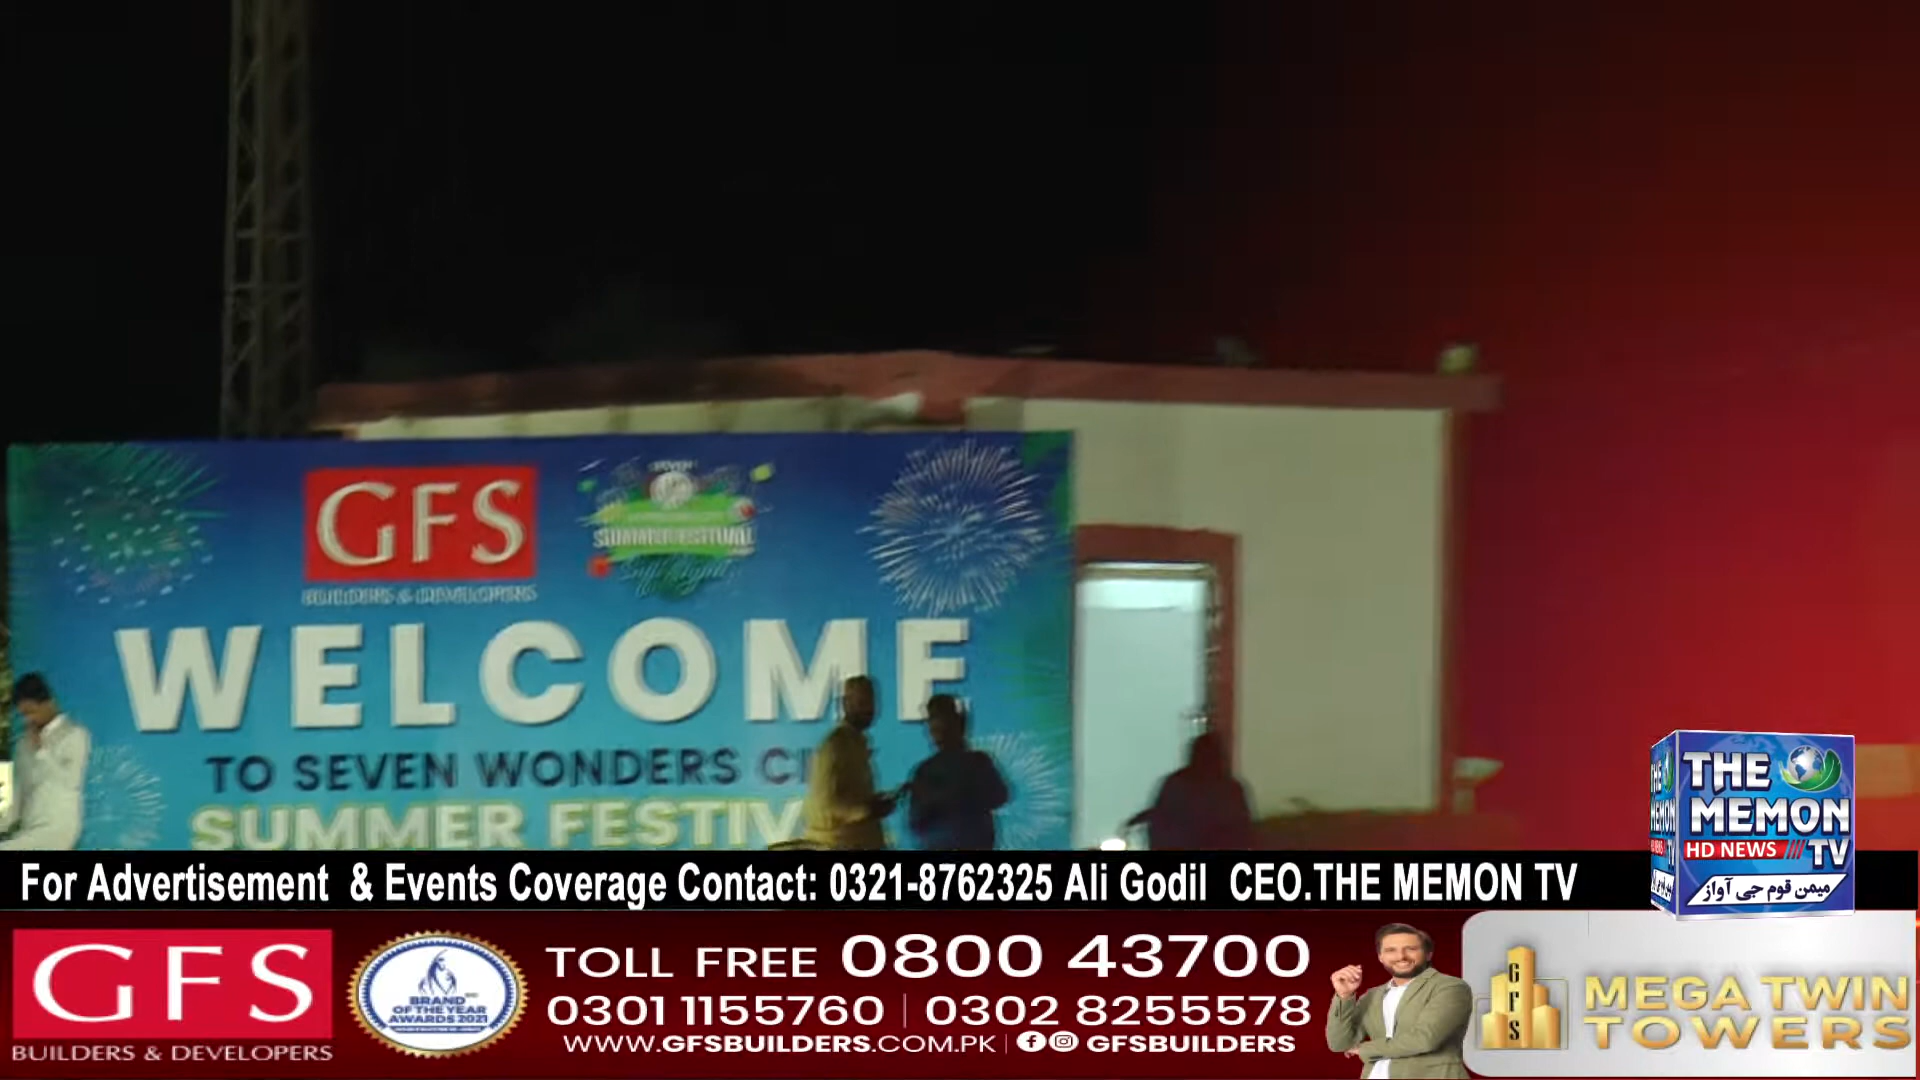 GFS
BUILDERS & DEVELOPERS
SUMMER FESTIVAL
WELCOME
TO SEVEN WONDERS CI
SUMMER FESTIV
THE
MEMON
TV
HD NEWS
ميمن قوم جی آواز
For Advertisement & Events Coverage Contact: 0321-8762325 Ali Godil CEO.THE MEMON TV
GFS
BUILDERS & DEVELOPERS
BRAND
OF THE YEAR
AWARDS 2021
TOLL FREE 0800 43700
0301 1155760 | 0302 8255578
WWW.GFSBUILDERS.COM.PK | GFSBUILDERS
GFS
MEGA TWIN
TOWERS